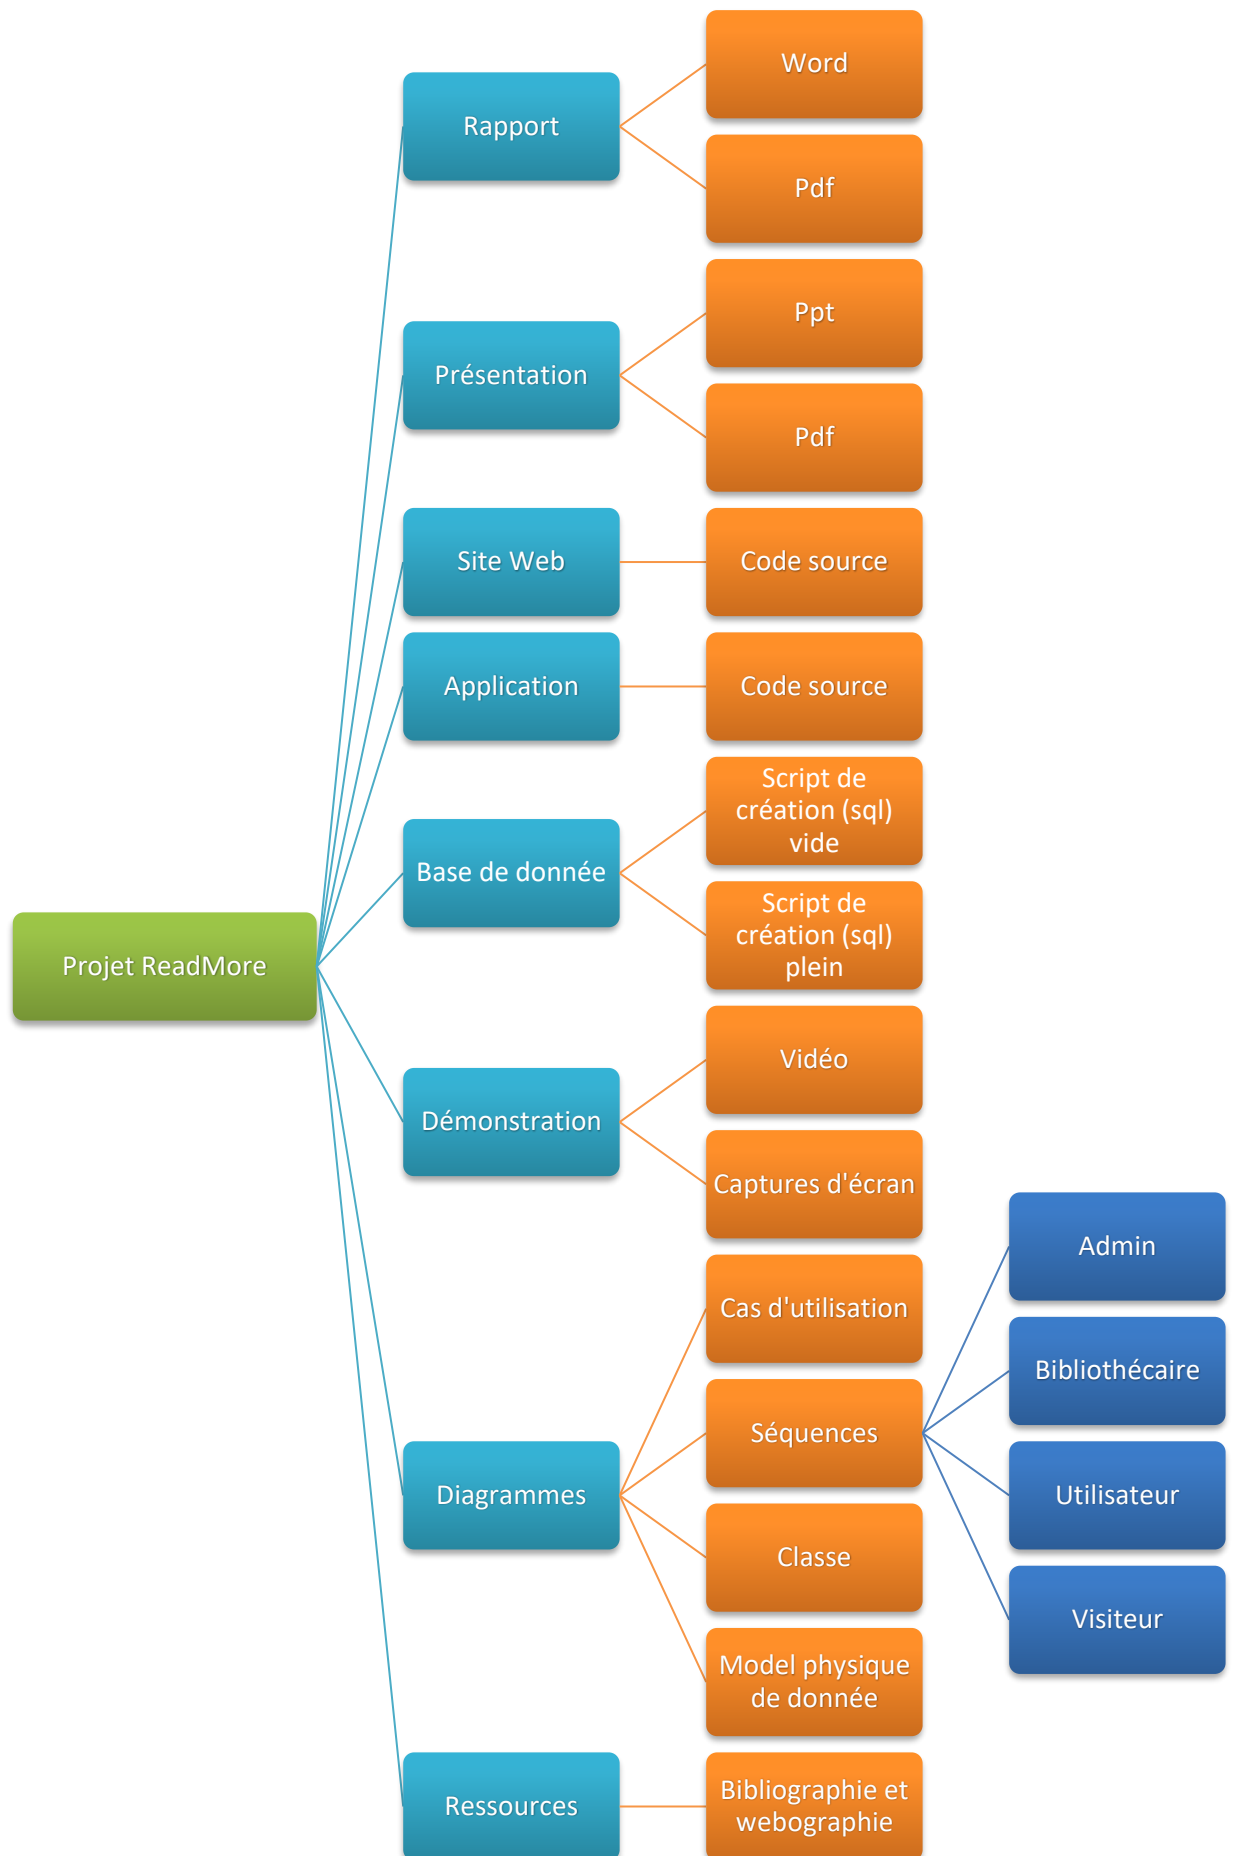 Projet ReadMore
Rapport
Word
Pdf
Présentation
Ppt
Pdf
Site Web
Code source
Application
Code source
Base de donnée
Script de
création (sql)
vide
Script de
création (sql)
plein
Démonstration
Vidéo
Captures d'écran
Diagrammes
Cas d'utilisation
Séquences
Admin
Bibliothécaire
Utilisateur
Visiteur
Classe
Model physique
de donnée
Ressources
Bibliographie et
webographie